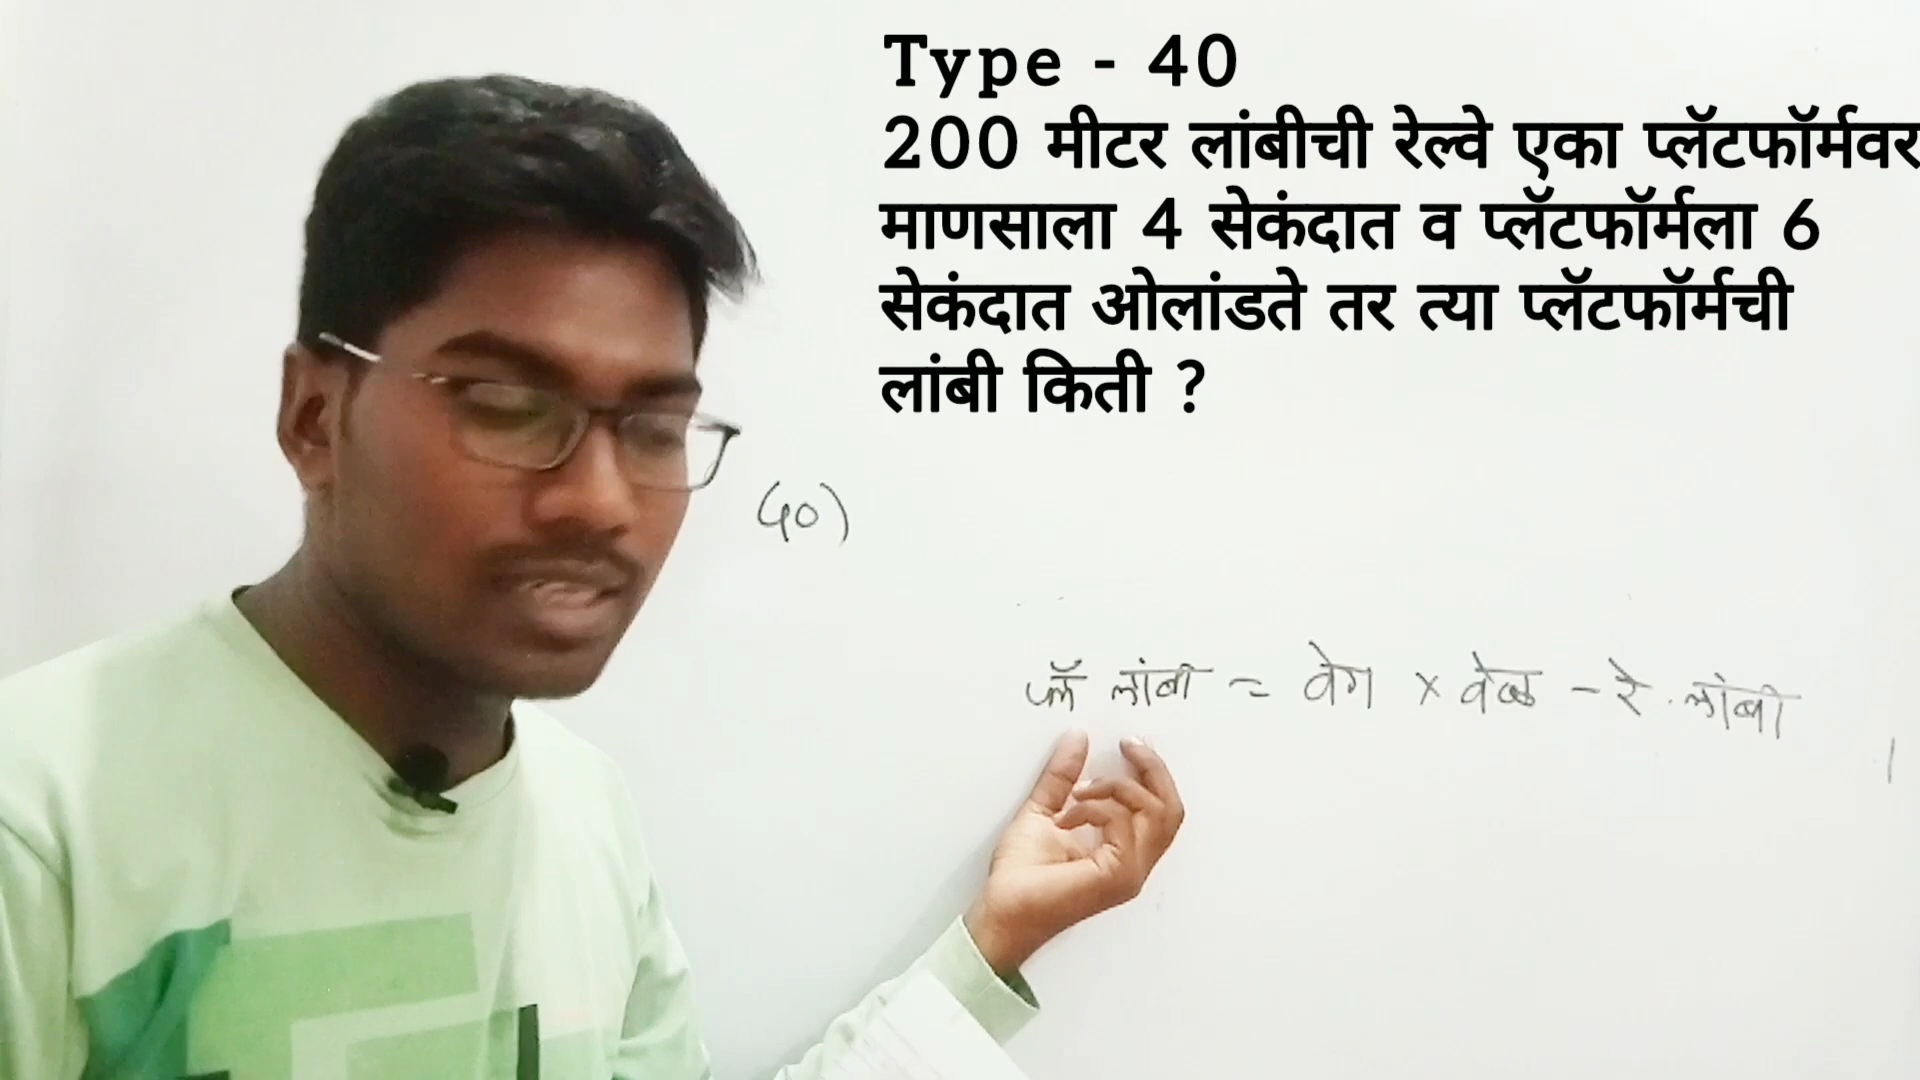 Type - 40
200 मीटर लांबीची रेल्वे एका प्लॅटफॉर्मवर
माणसाला 4 सेकंदात व प्लॅटफॉर्मला 6
सेकंदात ओलांडते तर त्या प्लॅटफॉर्मची
लांबी किती ?
40)
प्लॅ लांबी = वेग × वेळ - रे. लांबी